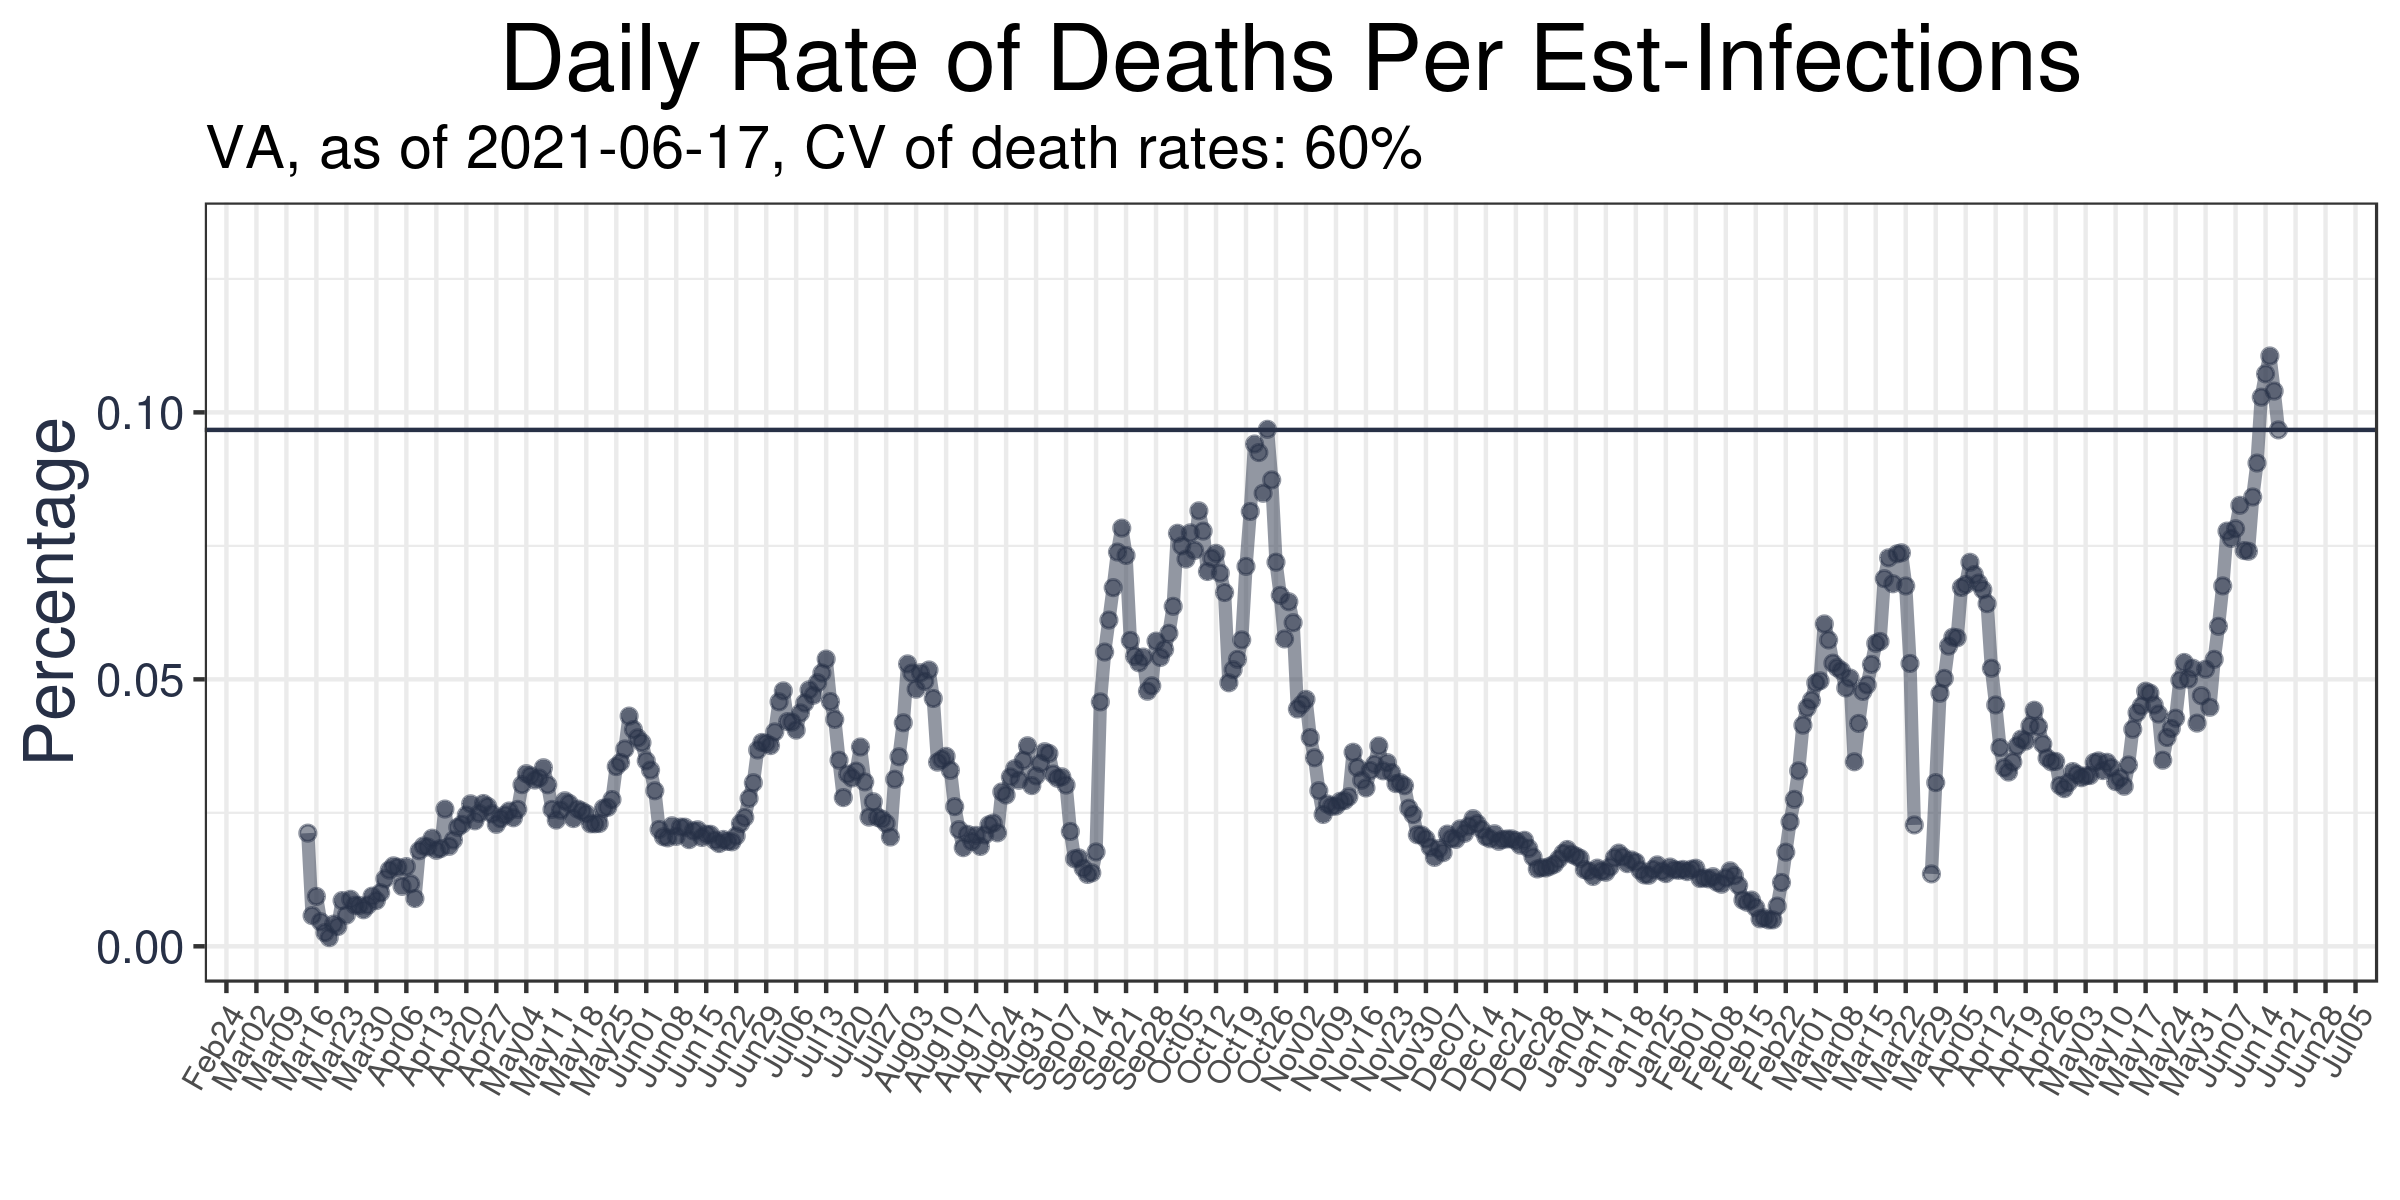 Daily Rate of Deaths Per Est-Infections
VA, as of 2021-06-17, CV of death rates: 60%
Percentage
0.10
0.05
0.00
Feb24
Mar02
Mar09
Mar16
Mar23
Mar30
Apr06
Apr13
Apr20
Apr27
May04
May11
May18
May25
Jun01
Jun08
Jun15
Jun22
Jun29
Jul06
Jul13
Jul20
Jul27
Aug03
Aug10
Aug17
Aug24
Aug31
Sep07
Sep14
Sep21
Sep28
Oct05
Oct12
Oct19
Oct26
Nov02
Nov09
Nov16
Nov23
Nov30
Dec07
Dec14
Dec21
Dec28
Jan04
Jan11
Jan18
Jan25
Feb01
Feb08
Feb15
Feb22
Mar01
Mar08
Mar15
Mar22
Mar29
Apr05
Apr12
Apr19
Apr26
May03
May10
May17
May24
May31
Jun07
Jun14
Jun21
Jun28
Jul05